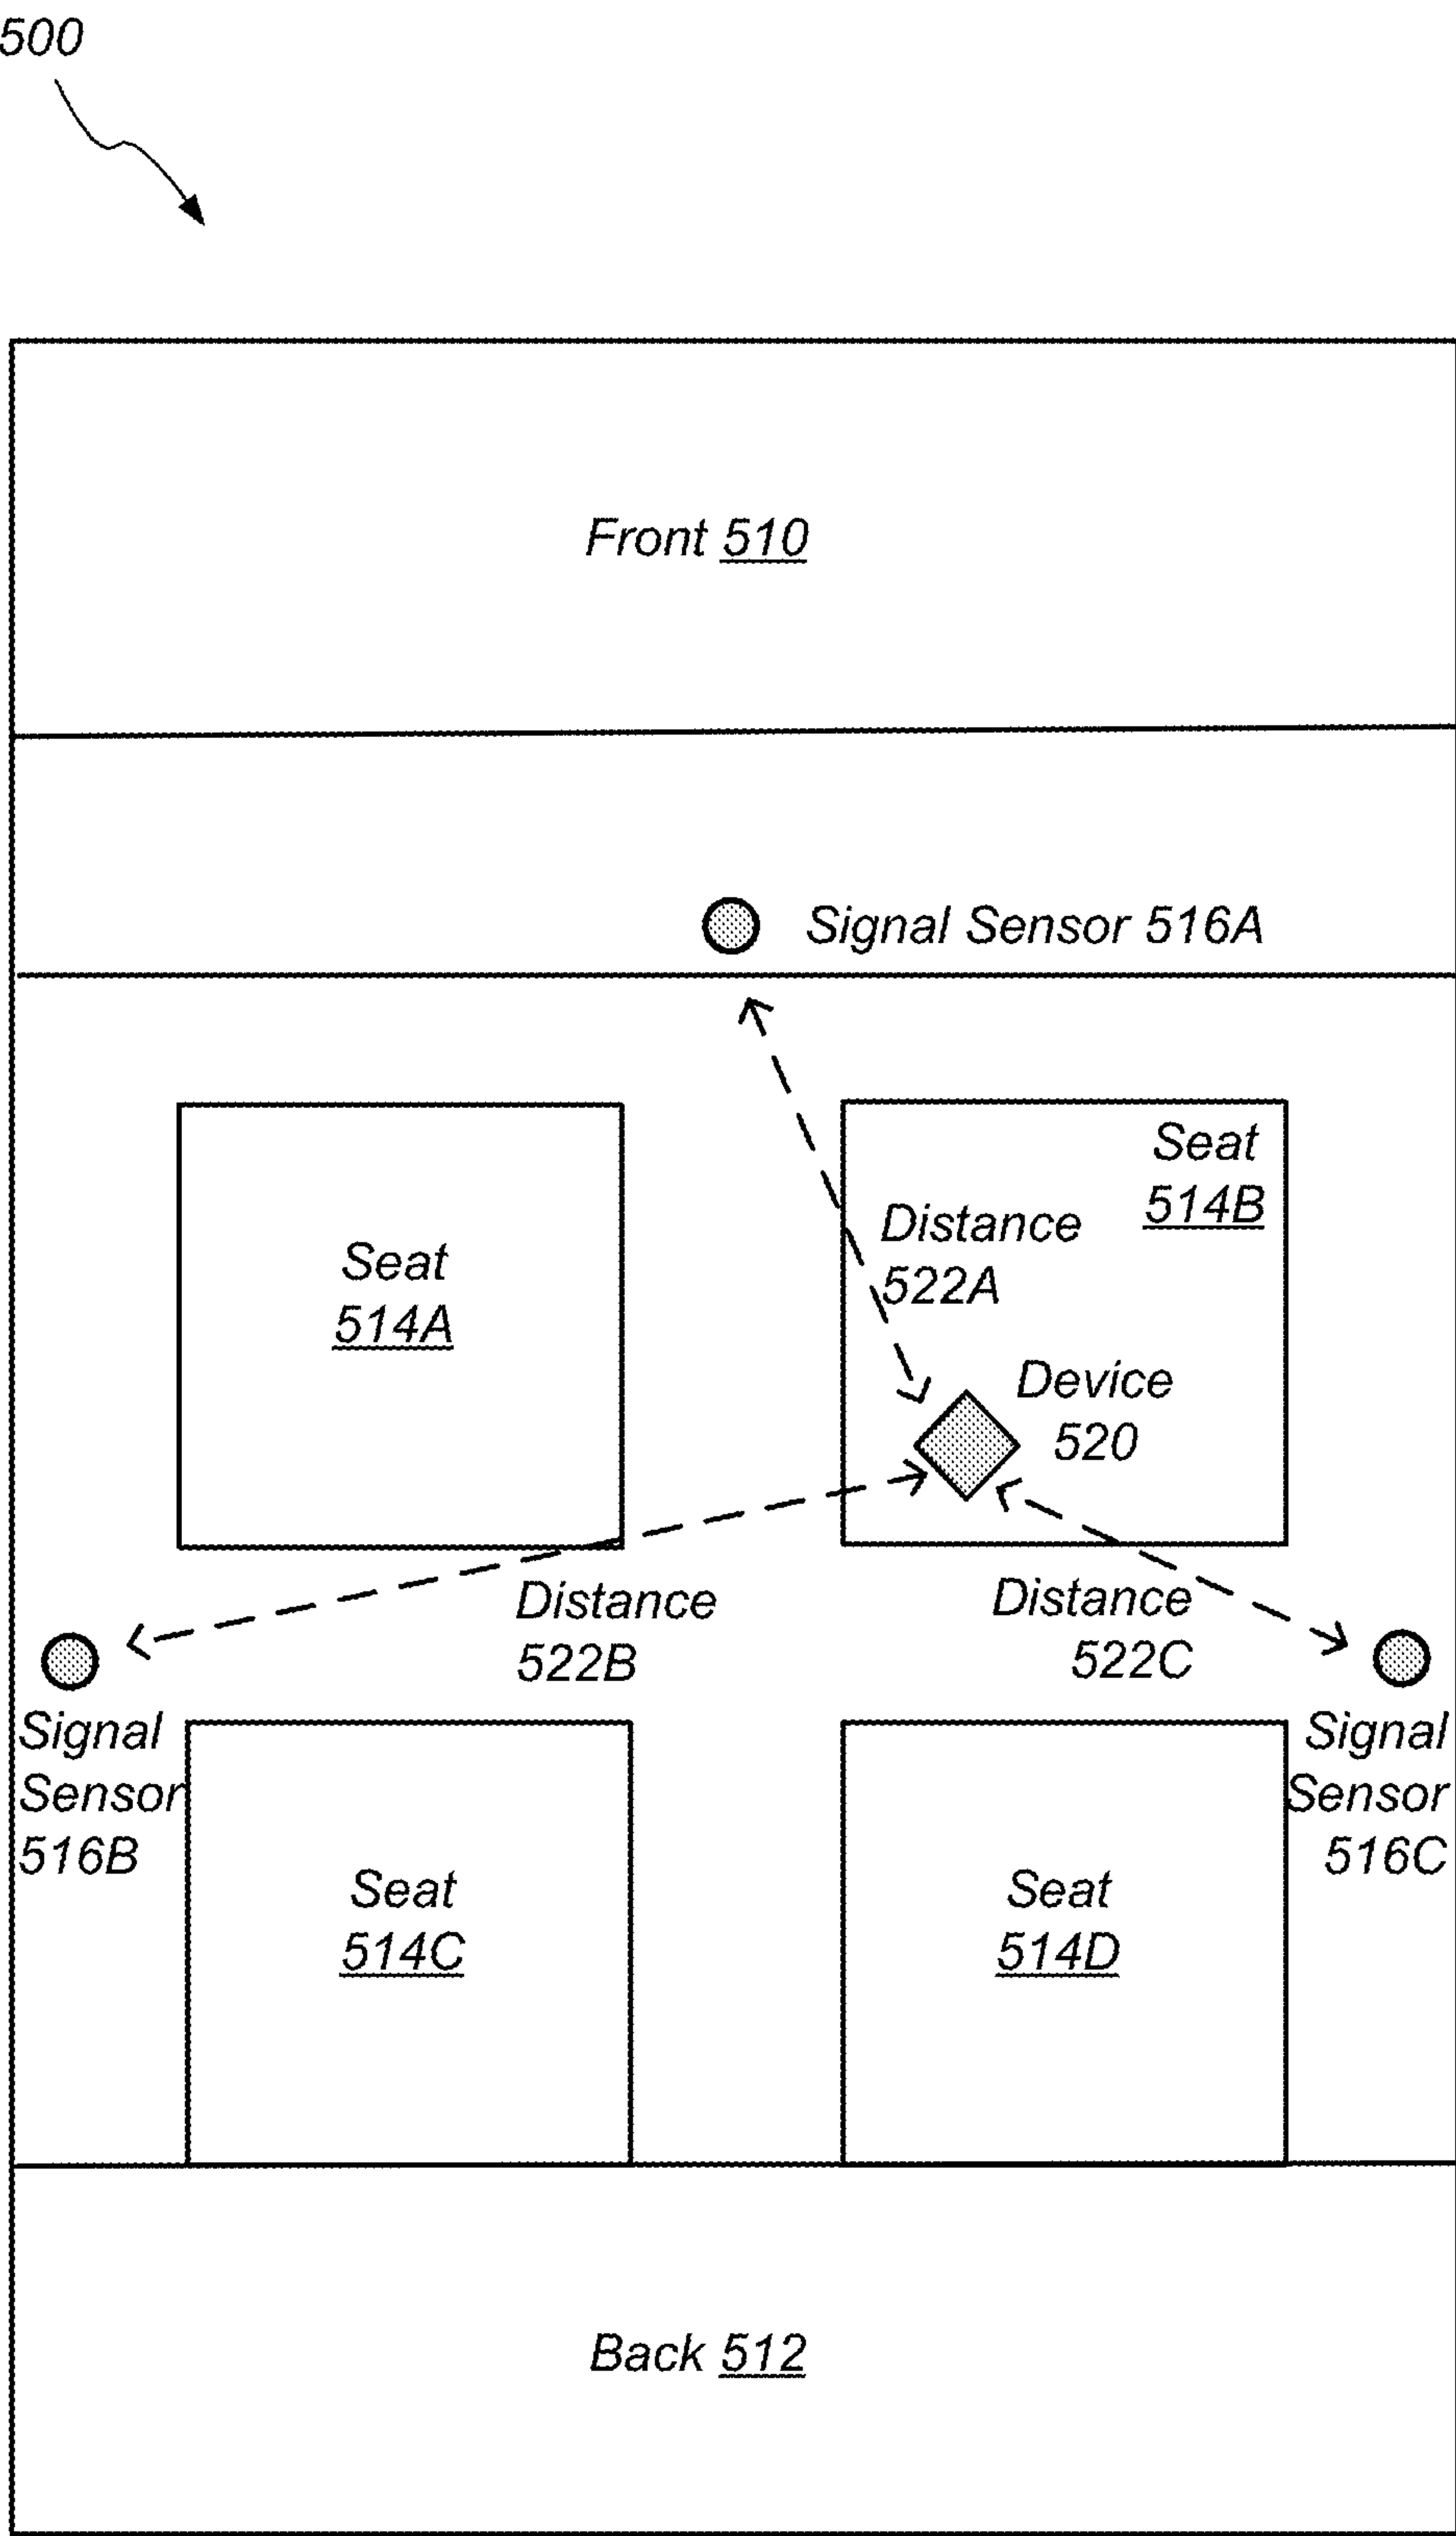 500
Front 510
Signal Sensor 516A
Seat
514B
Distance
522A
Seat
514A
Device
520
Distance
522B
Distance
522C
Signal
Sensor
516B
Signal
Sensor
516C
Seat
514C
Seat
514D
Back 512